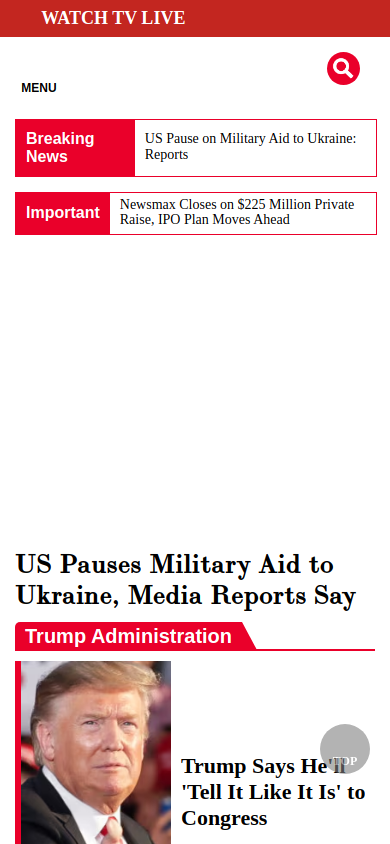 WATCH TV LIVE
MENU
Breaking
News
US Pause on Military Aid to Ukraine:
Reports
Important
Newsmax Closes on $225 Million Private
Raise, IPO Plan Moves Ahead
US Pauses Military Aid to
Ukraine, Media Reports Say
Trump Administration
Trump Says He'll
'Tell It Like It Is' to
Congress
TOP